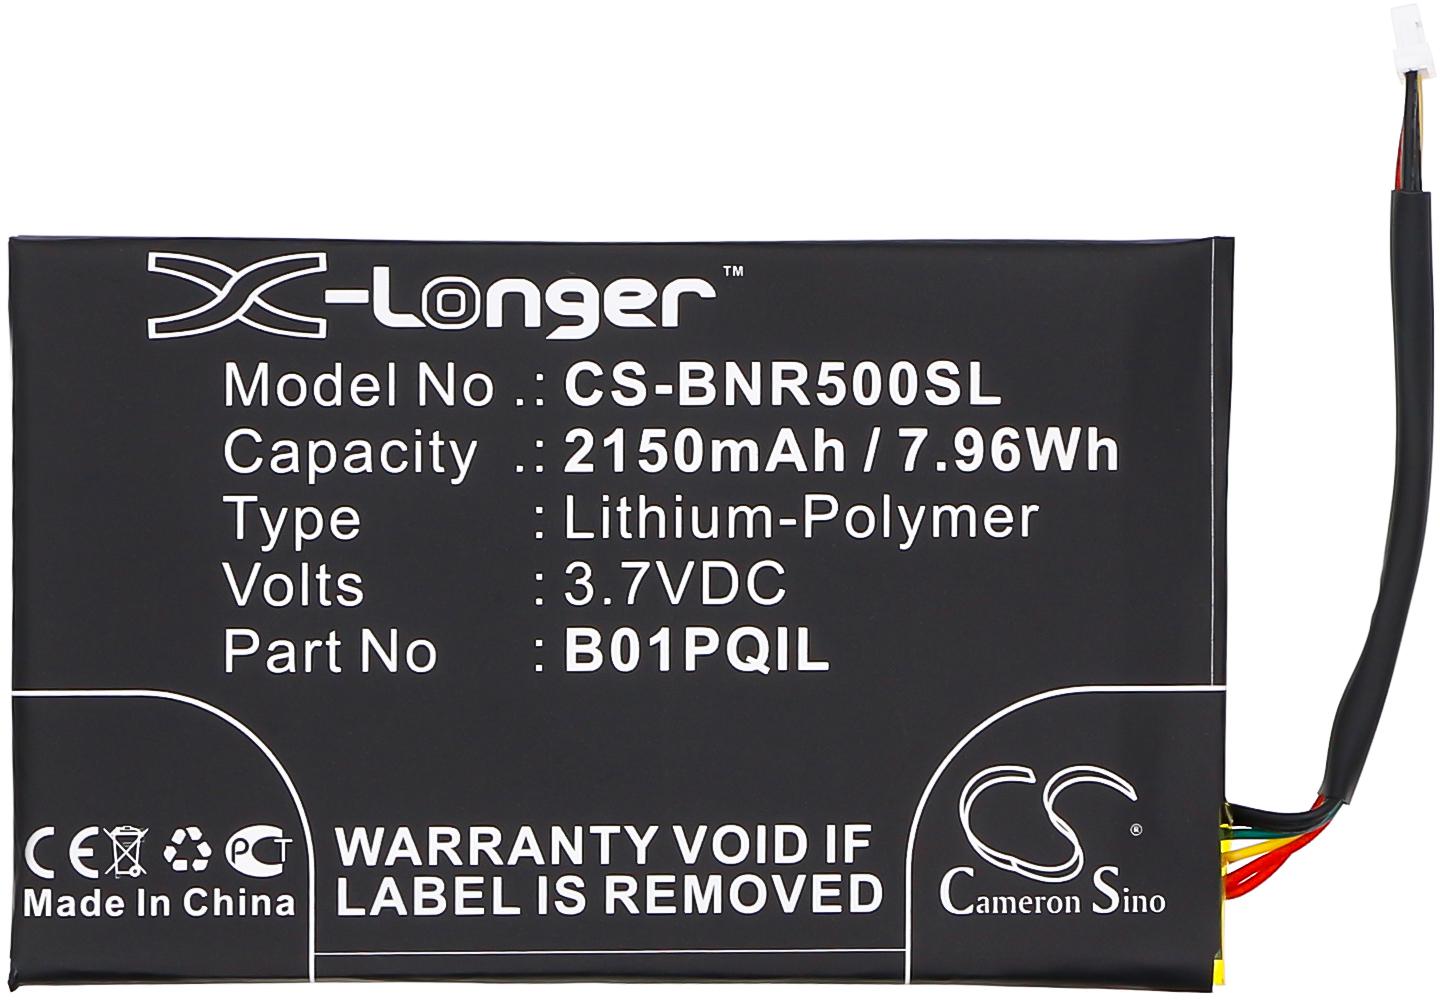 X-Longer™
Model No .: CS-BNR500SL
Capacity .: 2150mAh / 7.96Wh
Type : Lithium-Polymer
Volts : 3.7VDC
Part No : B01PQIL
CE PCT
Made In China
WARRANTY VOID IF
LABEL IS REMOVED
CS®
Cameron Sino